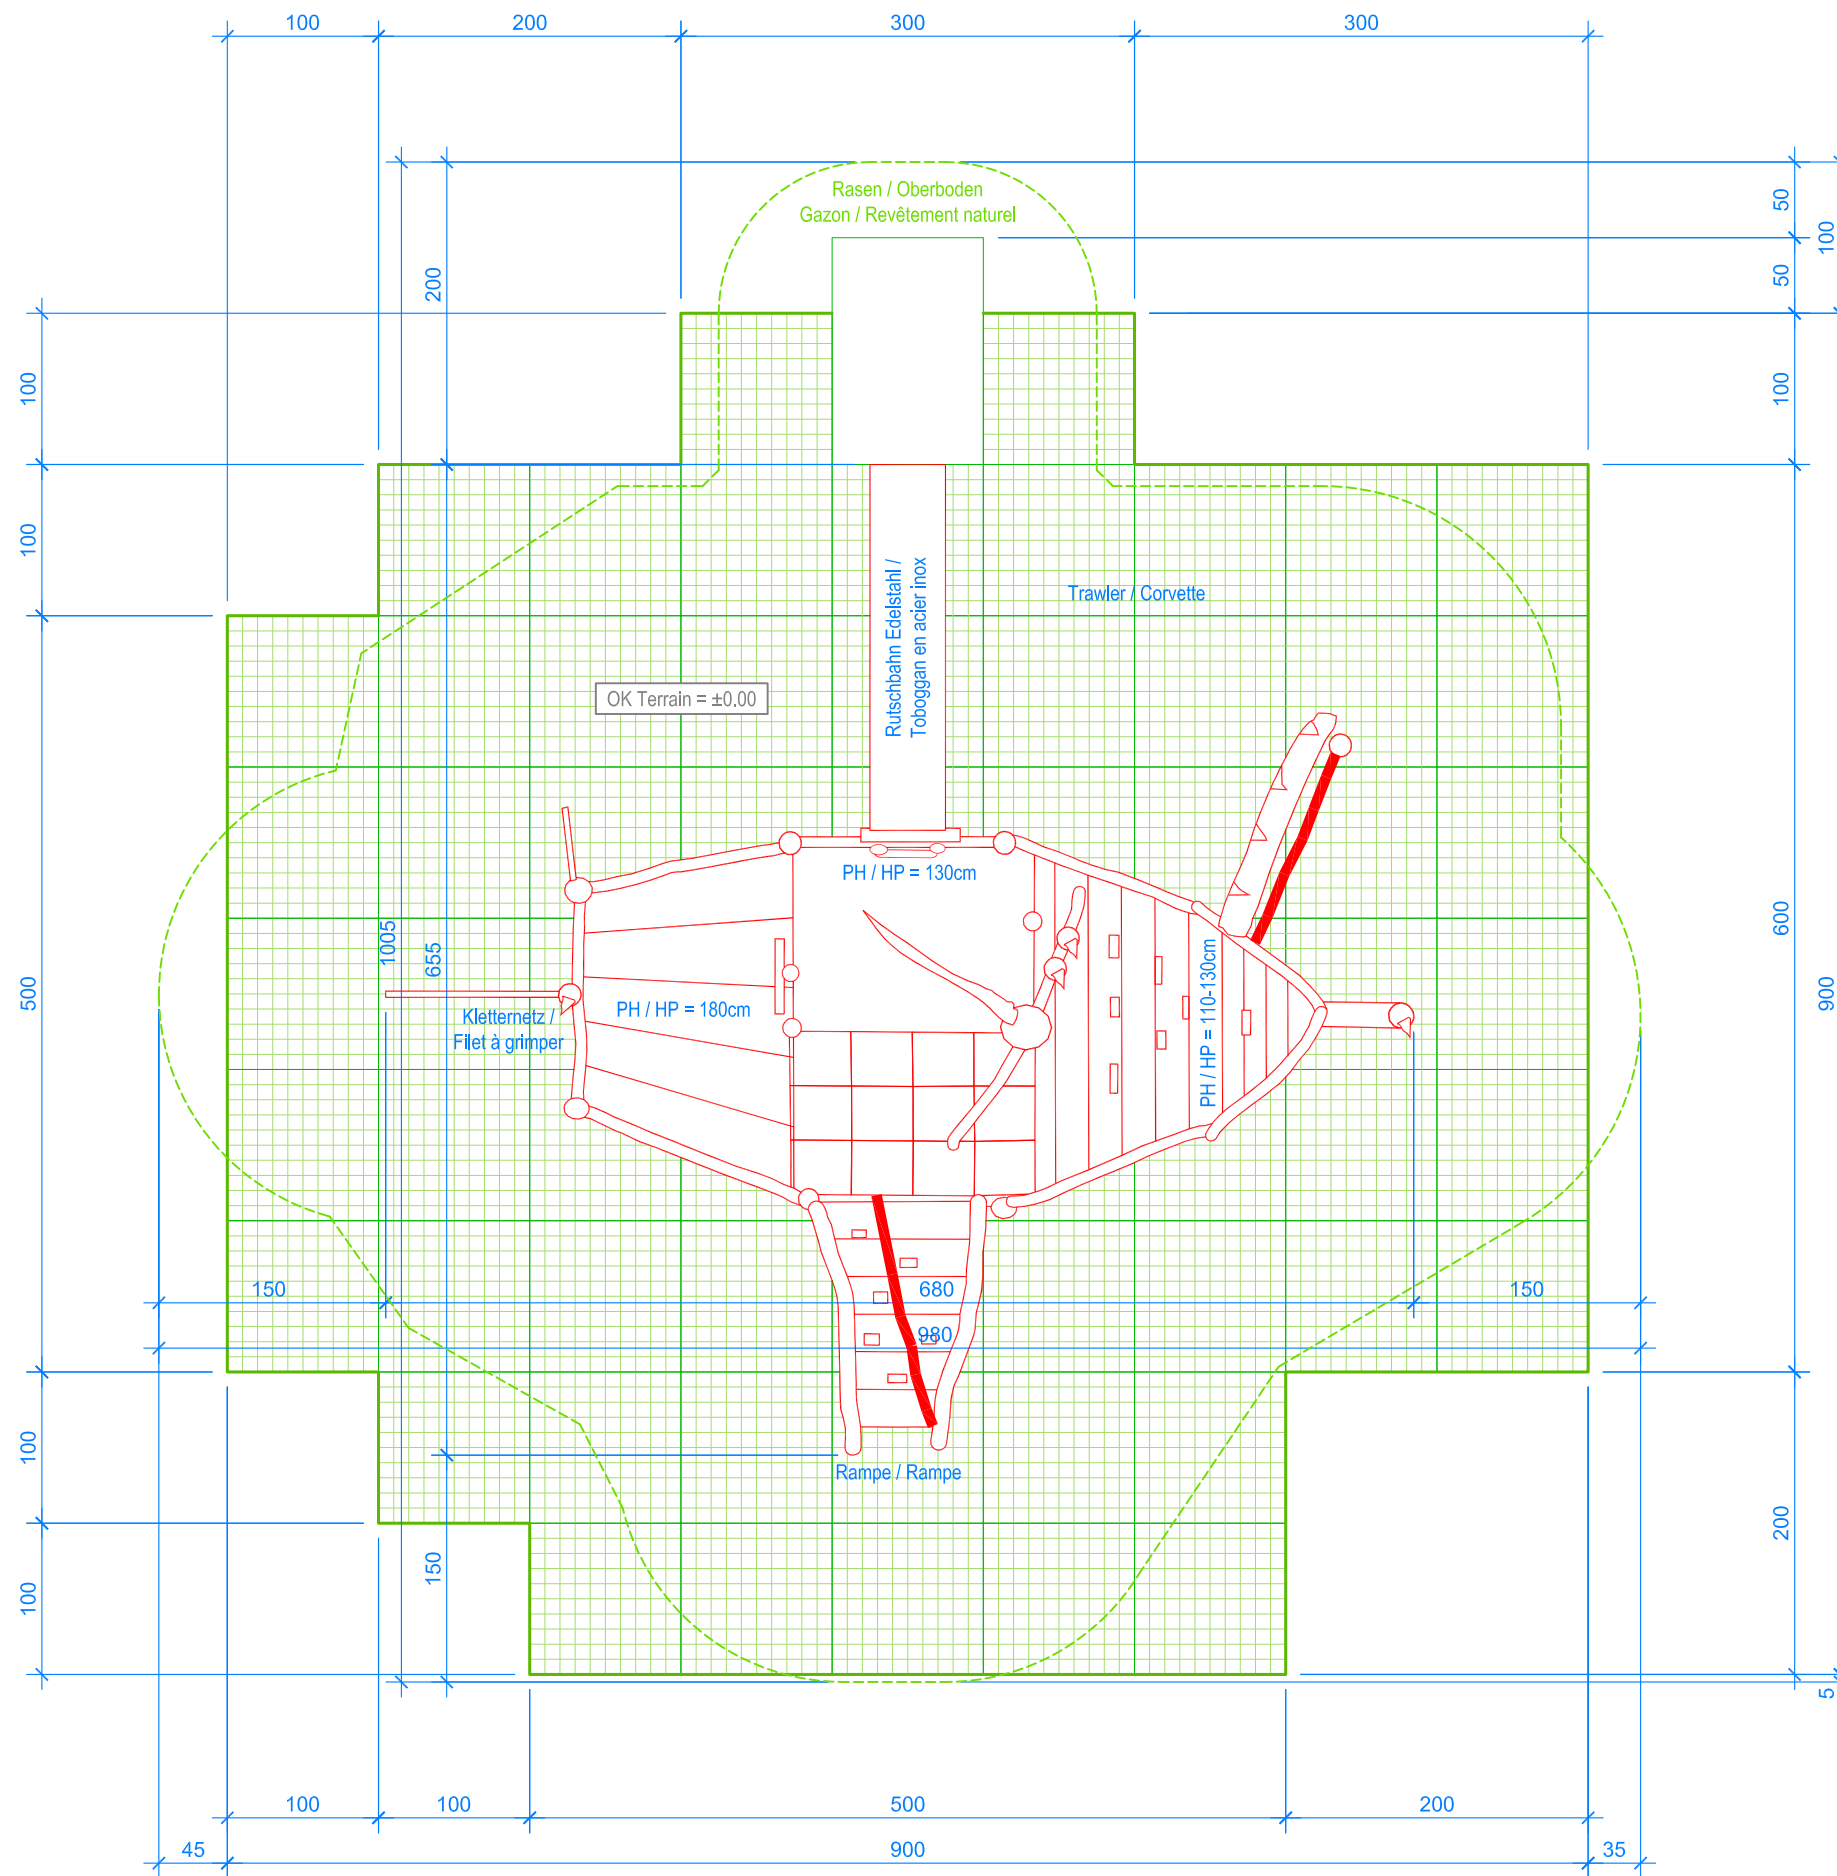 100
200
300
300
Rasen / Oberboden
Gazon / Revêtement naturel
50
100
50
200
100
100
100
Rutschbahn Edelstahl /
Toboggan en acier inox
Trawler / Corvette
OK Terrain = ±0.00
PH / HP = 130cm
1005
655
600
900
500
Kletternetz /
Filet à grimper
PH / HP = 180cm
PH / HP = 110-130cm
150
680
150
980
Rampe / Rampe
100
200
150
100
5
100
100
500
200
45
900
35